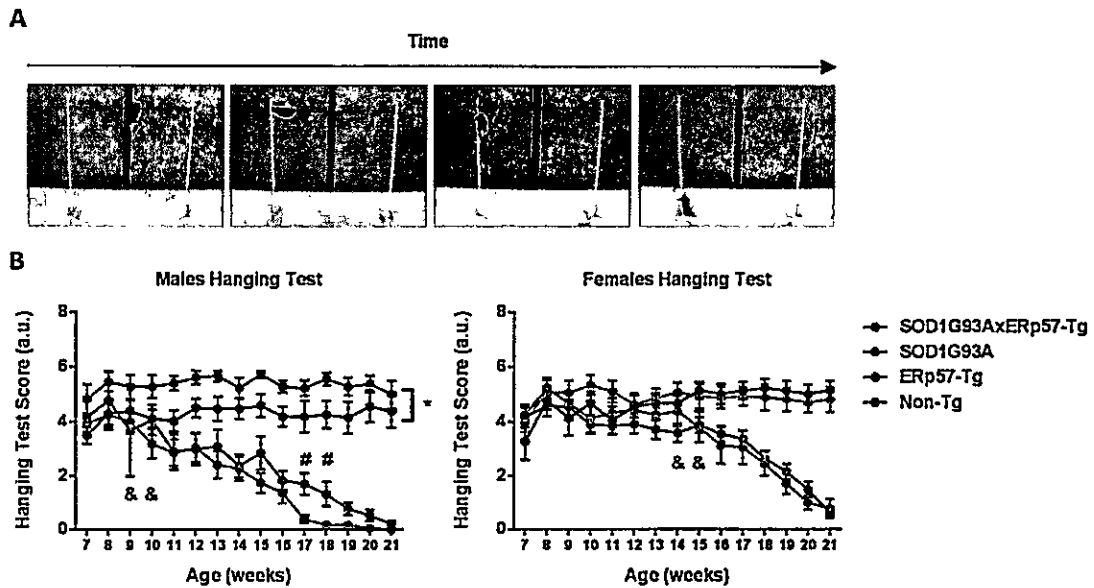 A
Time
B
Males Hanging Test
Hanging Test Score (a.u.)
8
6
4
2
0
*
# #
& &
7 8 9 10 11 12 13 14 15 16 17 18 19 20 21
Age (weeks)
Females Hanging Test
Hanging Test Score (a.u.)
8
6
4
2
0
& &
7 8 9 10 11 12 13 14 15 16 17 18 19 20 21
Age (weeks)
SOD1G93AxERp57-Tg
SOD1G93A
ERp57-Tg
Non-Tg